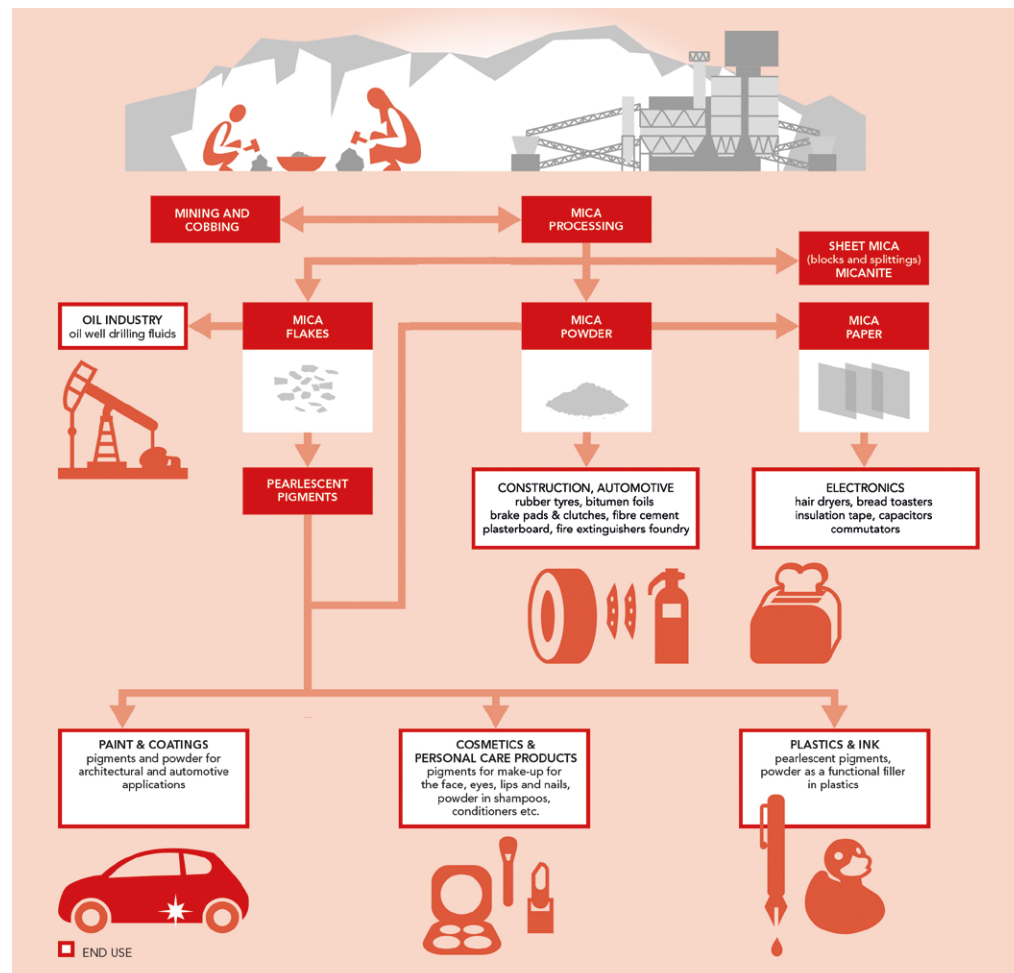 MINING AND
COBBING
MICA
PROCESSING
SHEET MICA
(blocks and splittings)
MICANITE
OIL INDUSTRY
oil well drilling fluids
MICA
FLAKES
MICA
POWDER
MICA
PAPER
PEARLESCENT
PIGMENTS
CONSTRUCTION, AUTOMOTIVE
rubber tyres, bitumen foils
brake pads & clutches, fibre cement
plasterboard, fire extinguishers foundry
ELECTRONICS
hair dryers, bread toasters
insulation tape, capacitors
commutators
PAINT & COATINGS
pigments and powder for
architectural and automotive
applications
COSMETICS &
PERSONAL CARE PRODUCTS
pigments for make-up for
the face, eyes, lips and nails,
powder in shampoos,
conditioners etc.
PLASTICS & INK
pearlescent pigments,
powder as a functional filler
in plastics
END USE